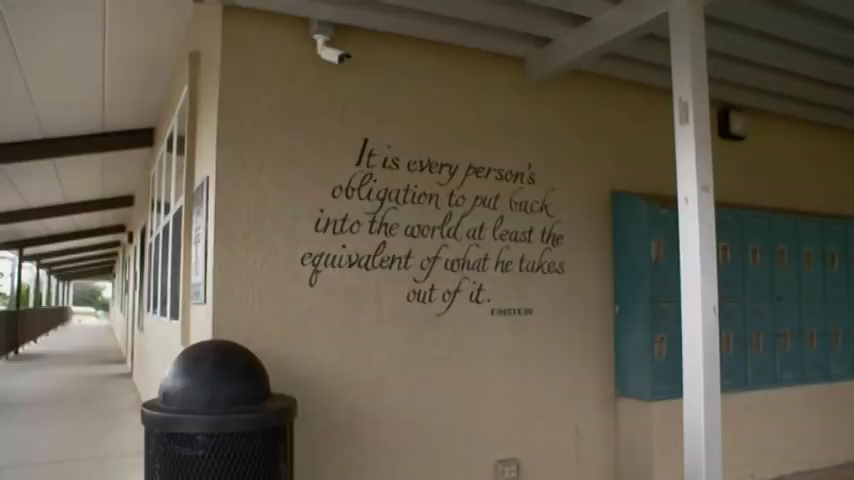 It is every person's
obligation to put back
into the world at least the
equivalent of what he takes
out of it.
EINSTEIN